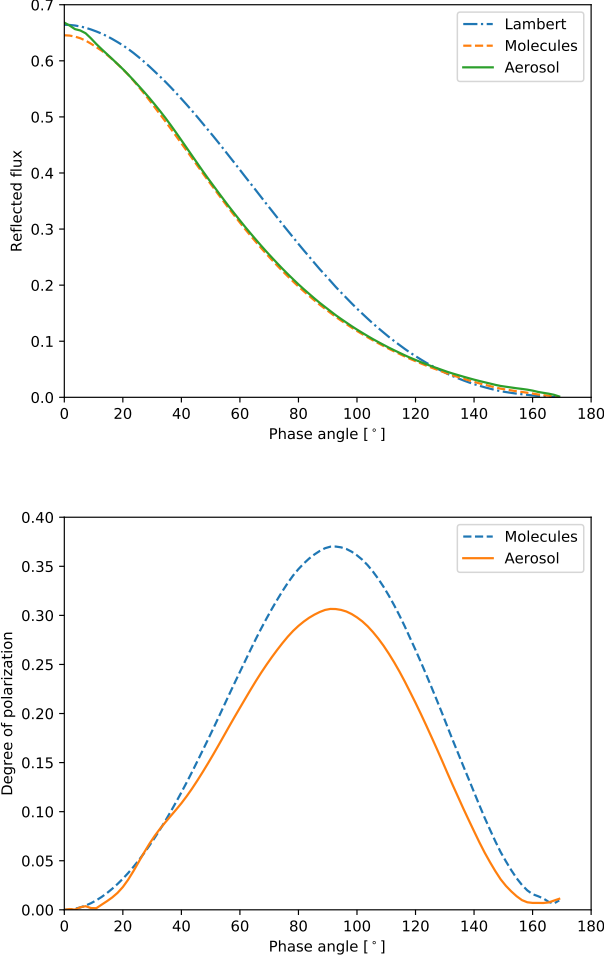 0.7
0.6
0.5
0.4
0.3
0.2
0.1
0.0
Reflected flux
Lambert
Molecules
Aerosol
0 20 40 60 80 100 120 140 160 180
Phase angle [°]
0.40
0.35
0.30
0.25
0.20
0.15
0.10
0.05
0.00
Degree of polarization
Molecules
Aerosol
0 20 40 60 80 100 120 140 160 180
Phase angle [°]